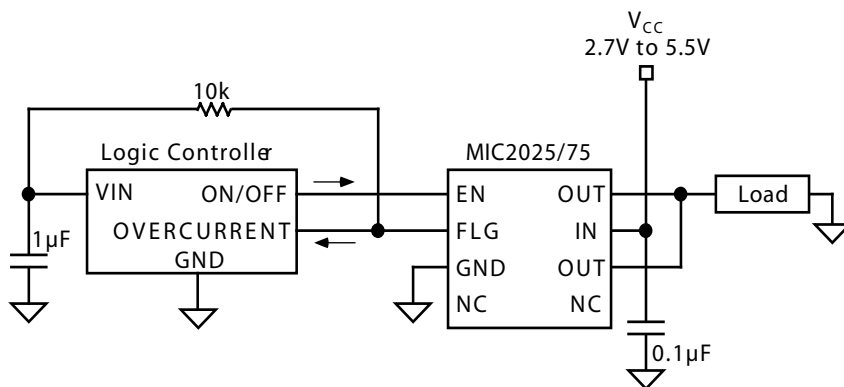 VCC
2.7V to 5.5V
10k
Logic Controller
MIC2025/75
VIN
ON/OFF
EN
OUT
Load
OVERCURRENT
FLG
IN
1µF
GND
GND
OUT
NC
NC
0.1µF